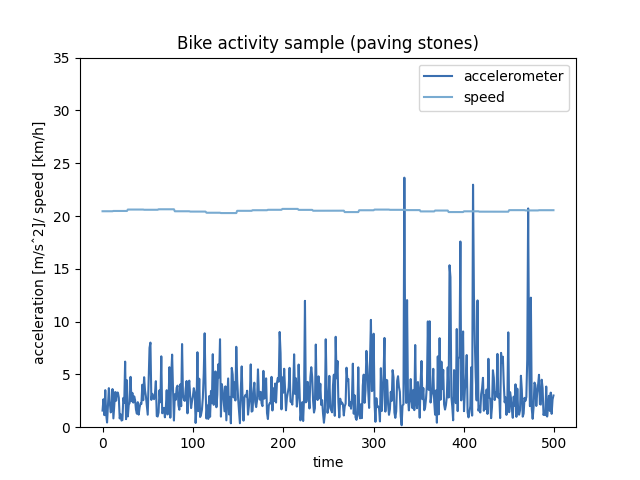 Bike activity sample (paving stones)
accelerometer
speed
acceleration [m/s^2]/ speed [km/h]
35
30
25
20
15
10
5
0
0 100 200 300 400 500
time